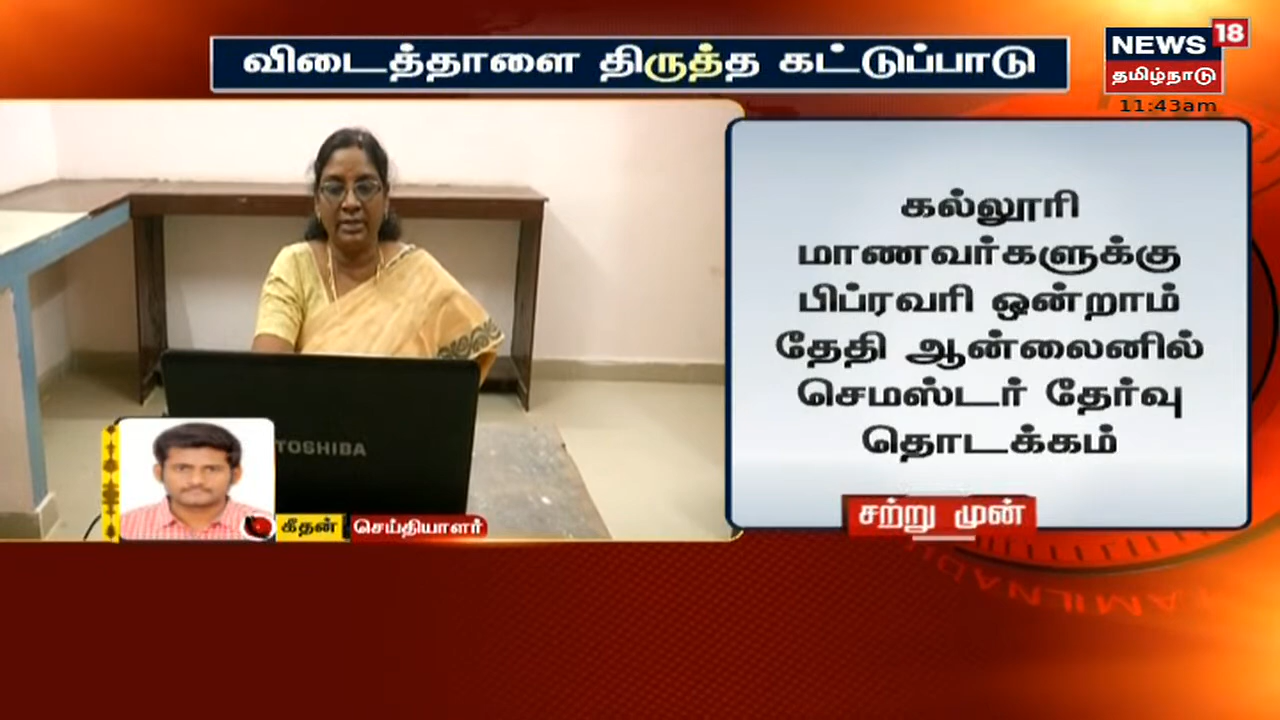 விடைத்தாளை திருத்த கட்டுப்பாடு
NEWS 18
தமிழ்நாடு
11:43am
கல்லூரி
மாணவர்களுக்கு
பிப்ரவரி ஒன்றாம்
தேதி ஆன்லைனில்
செமஸ்டர் தேர்வு
தொடக்கம்
சற்று முன்
TOSHIBA
கீதன் செய்தியாளர்
TAMILNADU